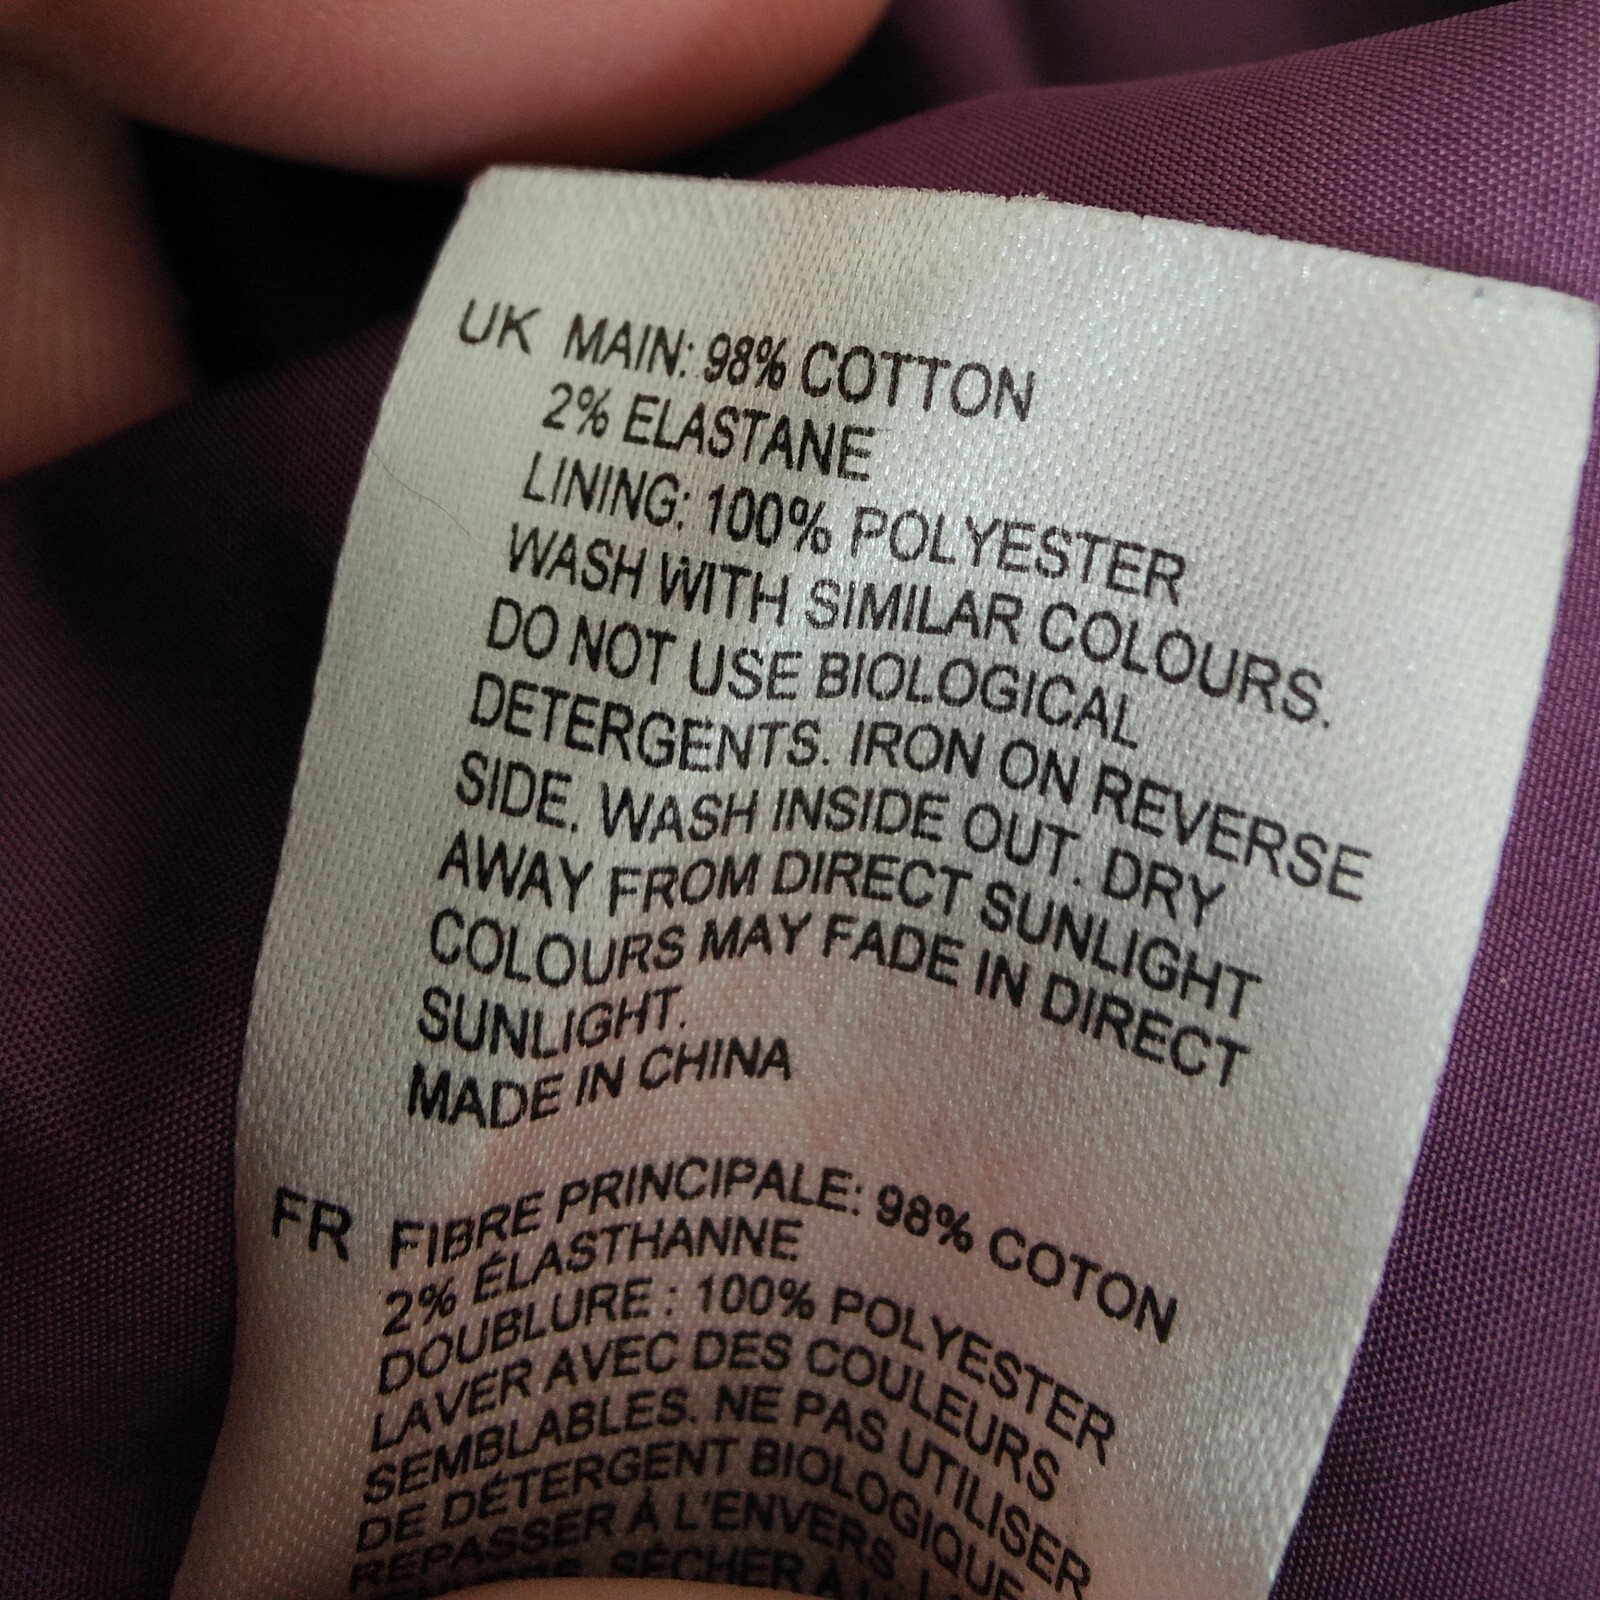 UK MAIN: 98% COTTON
2% ELASTANE
LINING: 100% POLYESTER
WASH WITH SIMILAR COLOURS.
DO NOT USE BIOLOGICAL
DETERGENTS. IRON ON REVERSE
SIDE. WASH INSIDE OUT. DRY
AWAY FROM DIRECT SUNLIGHT
COLOURS MAY FADE IN DIRECT
SUNLIGHT.
MADE IN CHINA
FR FIBRE PRINCIPALE: 98% COTON
2% ÉLASTHANNE
DOUBLURE : 100% POLYESTER
LAVER AVEC DES COULEURS
SEMBLABLES. NE PAS UTILISER
DE DÉTERGENT BIOLOGIQUE
REPASSER À L'ENVERS.
SÉCHER À